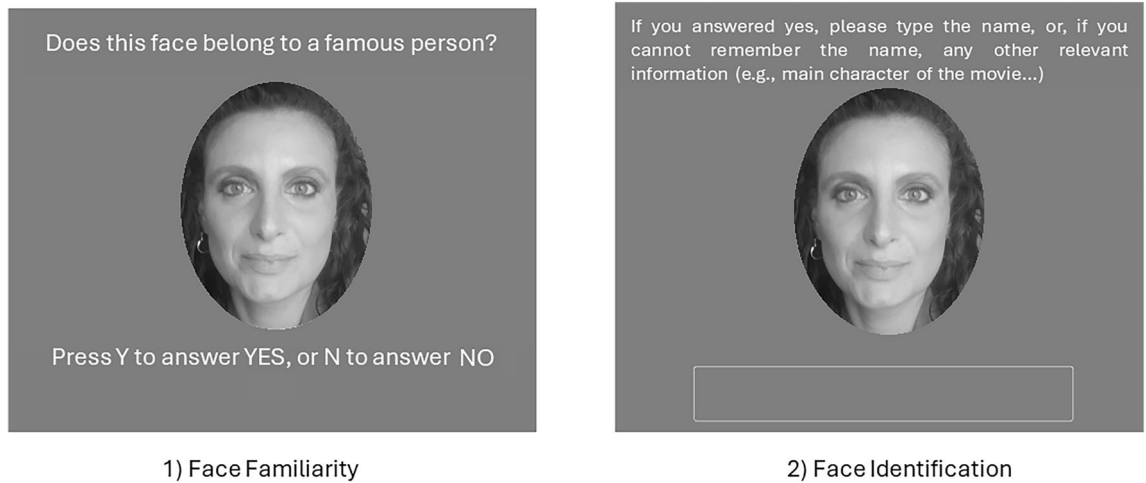 Does this face belong to a famous person?
Press Y to answer YES, or N to answer NO
1) Face Familiarity
If you answered yes, please type the name, or, if you
cannot remember the name, any other relevant
information (e.g., main character of the movie...)
2) Face Identification